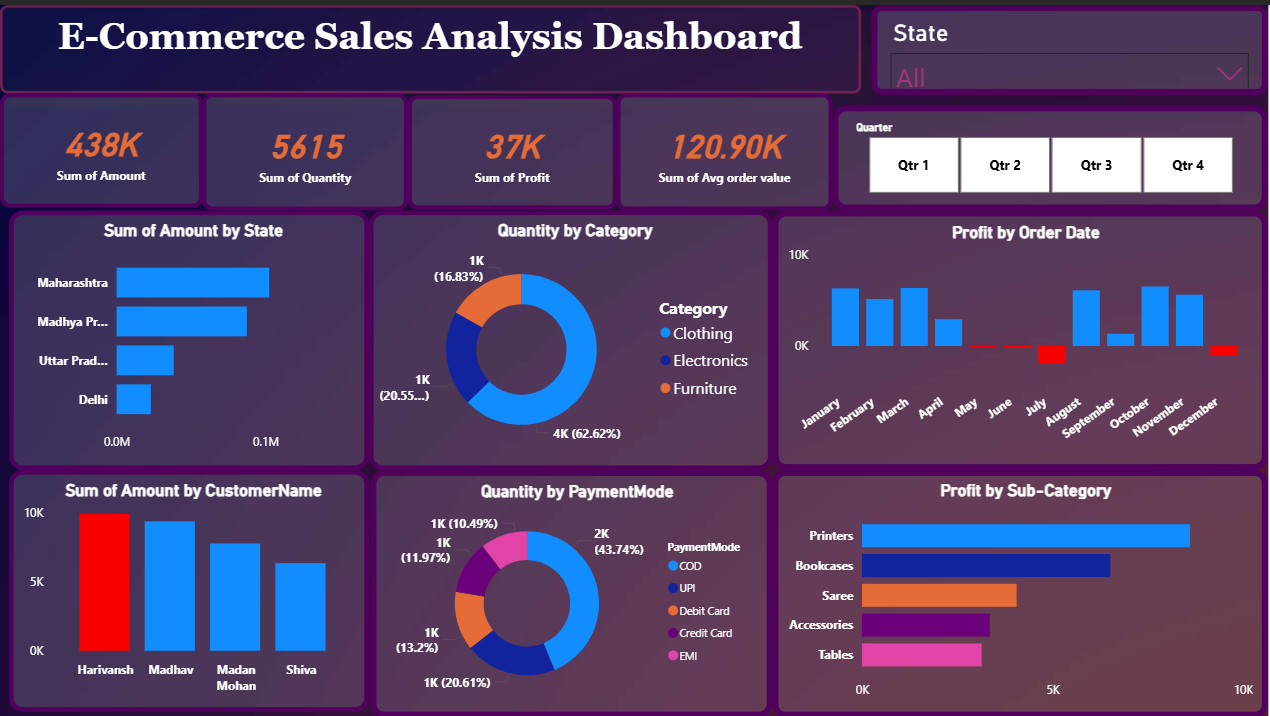 E-Commerce Sales Analysis Dashboard
State
All
438K
Sum of Amount
5615
Sum of Quantity
37K
Sum of Profit
120.90K
Sum of Avg order value
Quarter
Qtr 1
Qtr 2
Qtr 3
Qtr 4
Sum of Amount by State
Maharashtra
Madhya Pr...
Uttar Prad...
Delhi
0.0M
0.1M
Quantity by Category
1K
(16.83%)
1K
(20.55...)
4K (62.62%)
Category
Clothing
Electronics
Furniture
Profit by Order Date
10K
0K
January
February
March
April
May
June
July
August
September
October
November
December
Sum of Amount by CustomerName
10K
5K
0K
Harivansh
Madhav
Madan
Mohan
Shiva
Quantity by PaymentMode
1K (10.49%)
1K
(11.97%)
1K
(13.2%)
1K (20.61%)
2K
(43.74%)
PaymentMode
COD
UPI
Debit Card
Credit Card
EMI
Profit by Sub-Category
Printers
Bookcases
Saree
Accessories
Tables
0K
5K
10K